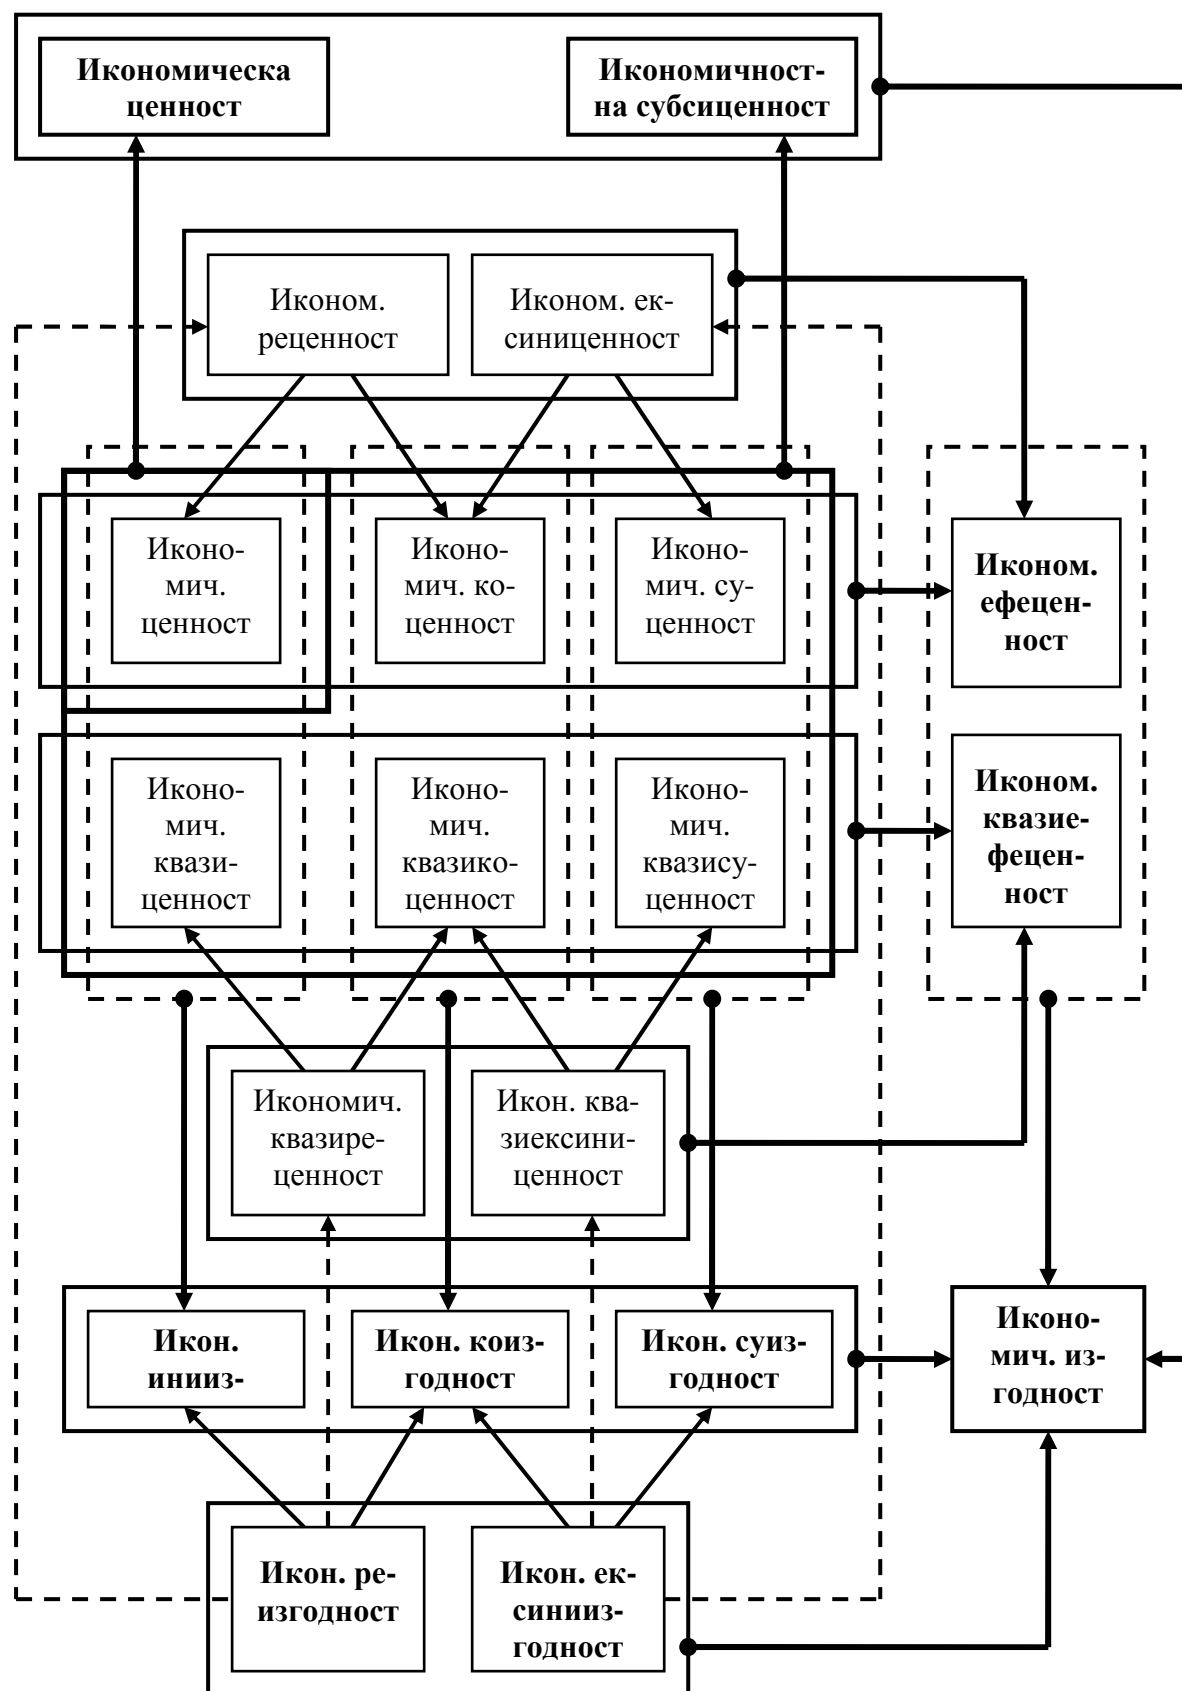 Икономическа
ценност
Икономичност-
на субсиценност
Иконом.
реценност
Иконом. ек-
синиценност
Иконо-
мич.
ценност
Иконо-
мич. ко-
ценност
Иконо-
мич. су-
ценност
Иконом.
ефецен-
ност
Иконо-
мич.
квази-
ценност
Иконо-
мич.
квазико-
ценност
Иконо-
мич.
квазису-
ценност
Иконом.
квазие-
фецен-
ност
Икономич.
квазире-
ценност
Икон. ква-
зиексини-
ценност
Икон.
инииз-
Икон. коиз-
годност
Икон. суиз-
годност
Иконо-
мич. из-
годност
Икон. ре-
изгодност
Икон. ек-
синииз-
годност